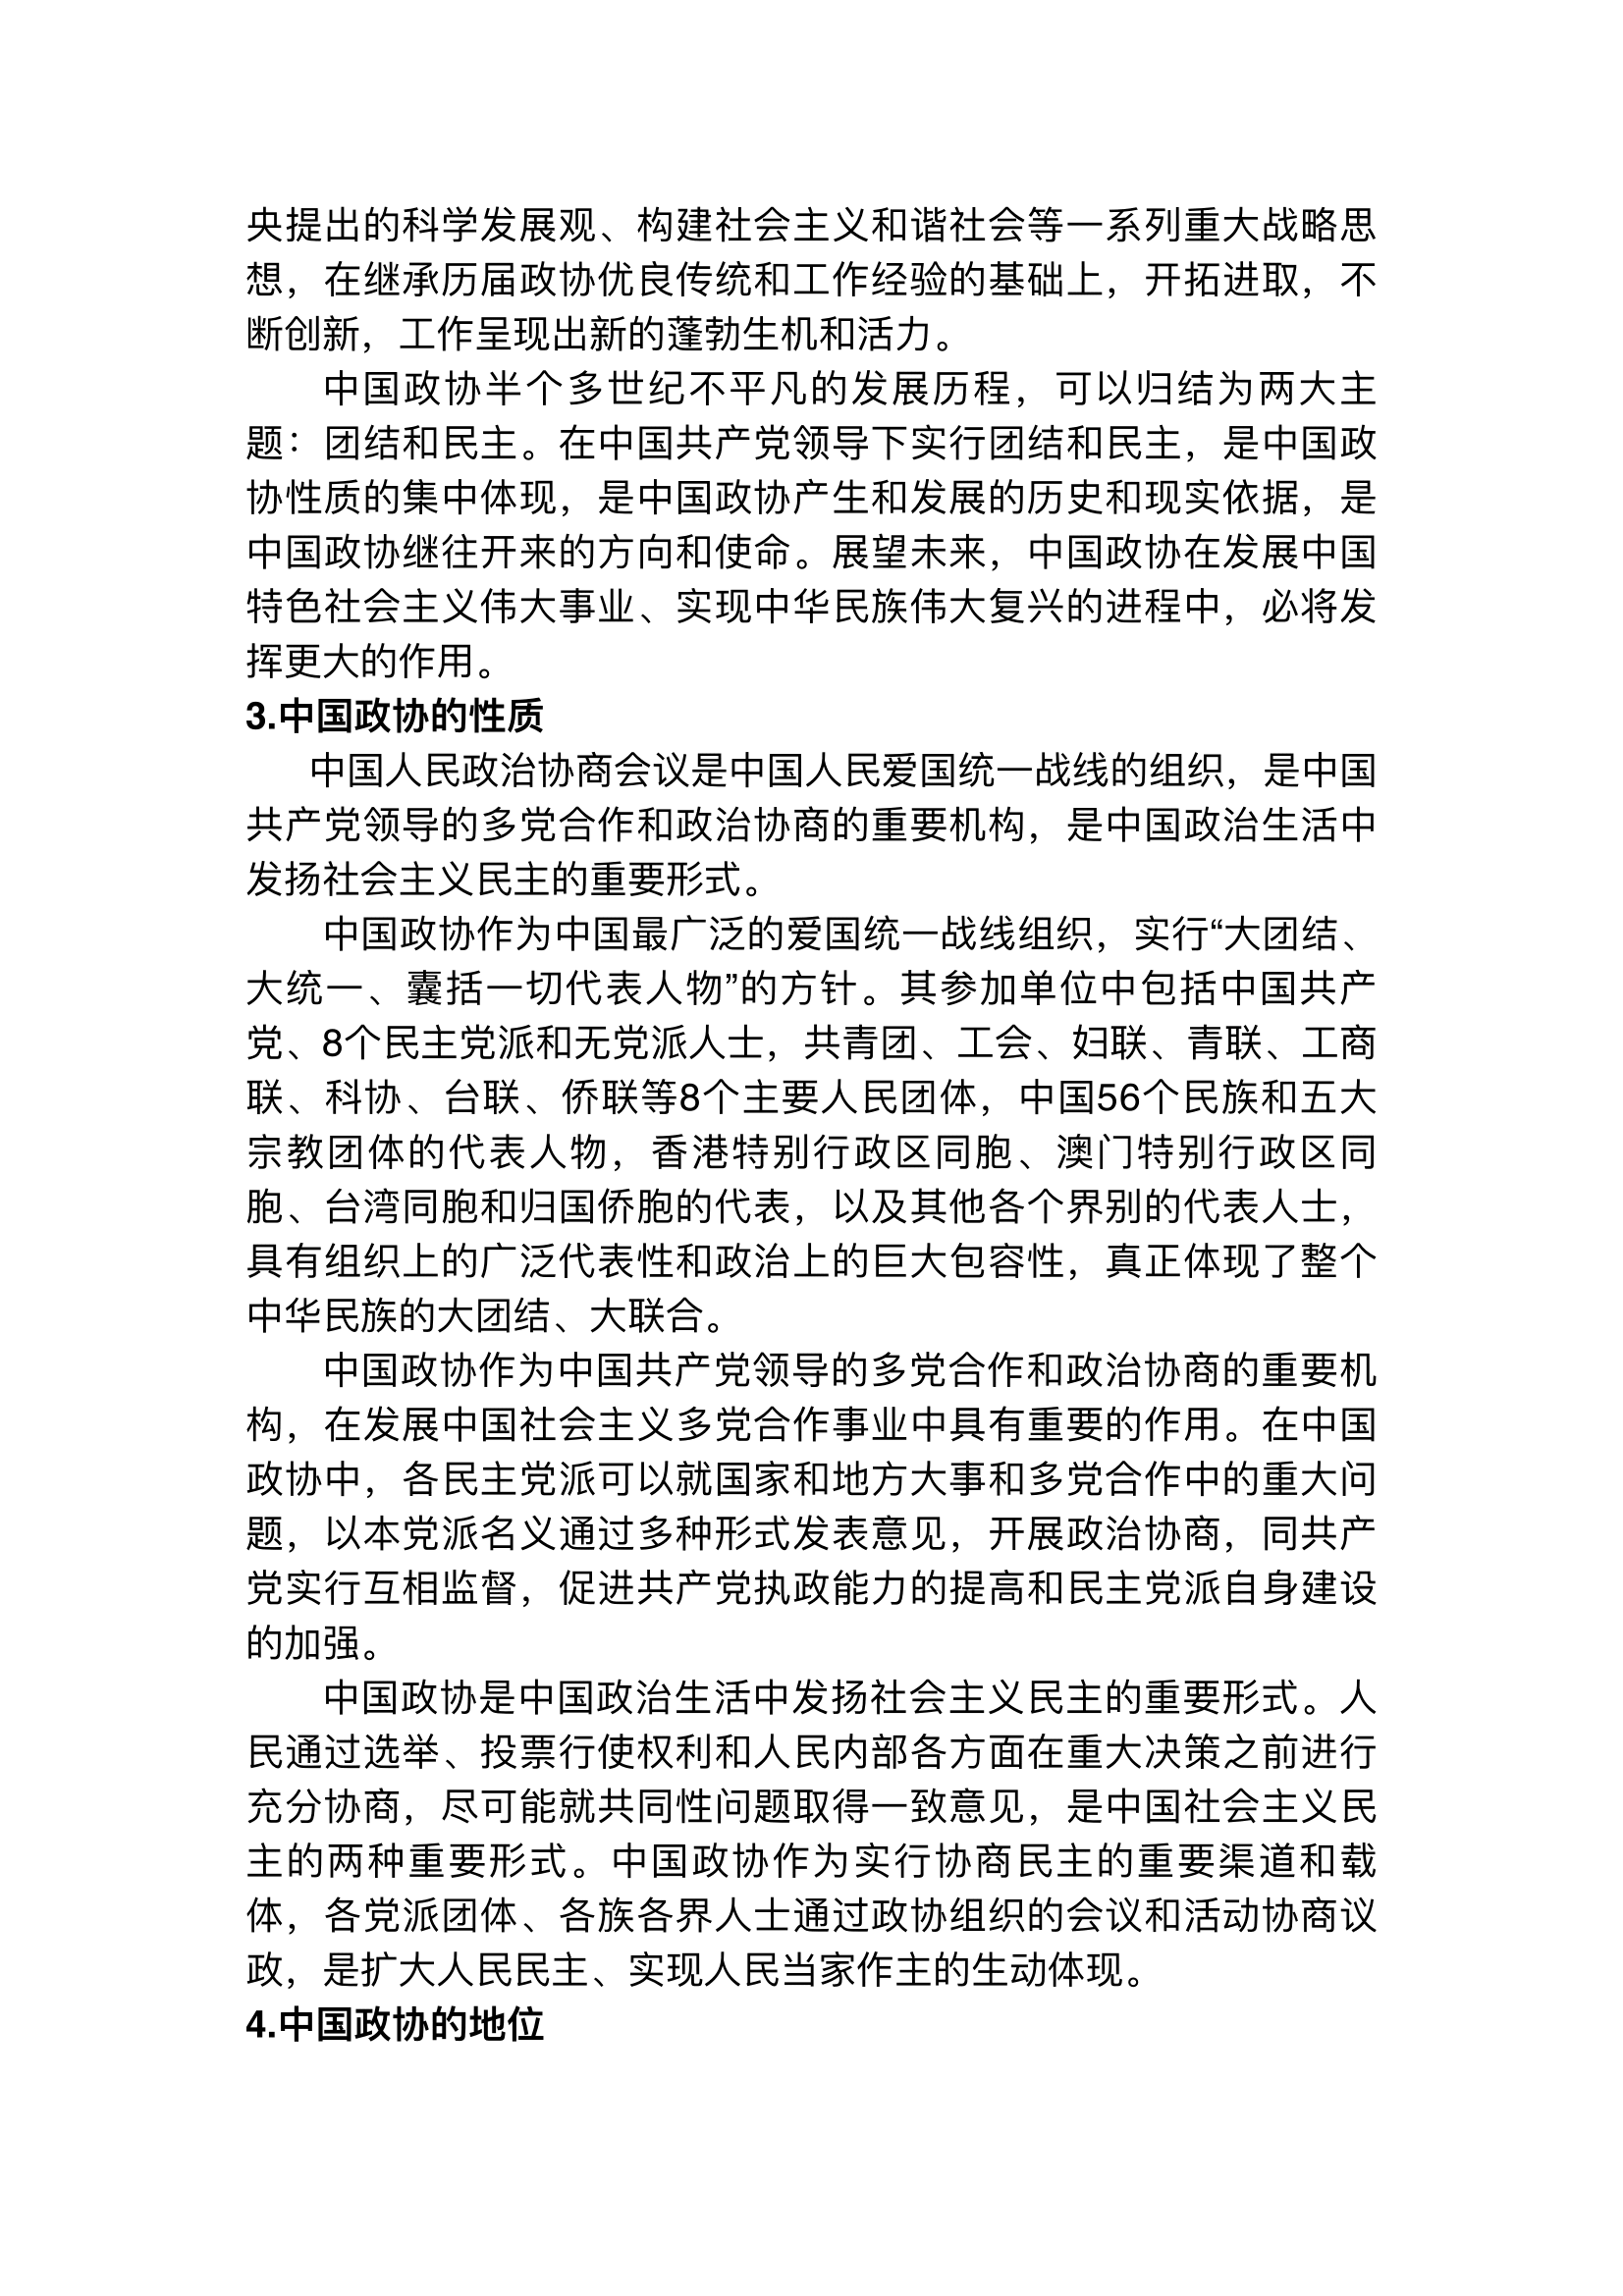 央提出的科学发展观、构建社会主义和谐社会等一系列重大战略思
想，在继承历届政协优良传统和工作经验的基础上，开拓进取，不
断创新，工作呈现出新的蓬勃生机和活力。
中国政协半个多世纪不平凡的发展历程，可以归结为两大主
题：团结和民主。在中国共产党领导下实行团结和民主，是中国政
协性质的集中体现，是中国政协产生和发展的历史和现实依据，是
中国政协继往开来的方向和使命。展望未来，中国政协在发展中国
特色社会主义伟大事业、实现中华民族伟大复兴的进程中，必将发
挥更大的作用。
3.中国政协的性质
中国人民政治协商会议是中国人民爱国统一战线的组织，是中国
共产党领导的多党合作和政治协商的重要机构，是中国政治生活中
发扬社会主义民主的重要形式。
中国政协作为中国最广泛的爱国统一战线组织，实行“大团结、
大统一、囊括一切代表人物”的方针。其参加单位中包括中国共产
党、8个民主党派和无党派人士，共青团、工会、妇联、青联、工商
联、科协、台联、侨联等8个主要人民团体，中国56个民族和五大
宗教团体的代表人物，香港特别行政区同胞、澳门特别行政区同
胞、台湾同胞和归国侨胞的代表，以及其他各个界别的代表人士，
具有组织上的广泛代表性和政治上的巨大包容性，真正体现了整个
中华民族的大团结、大联合。
中国政协作为中国共产党领导的多党合作和政治协商的重要机
构，在发展中国社会主义多党合作事业中具有重要的作用。在中国
政协中，各民主党派可以就国家和地方大事和多党合作中的重大问
题，以本党派名义通过多种形式发表意见，开展政治协商，同共产
党实行互相监督，促进共产党执政能力的提高和民主党派自身建设
的加强。
中国政协是中国政治生活中发扬社会主义民主的重要形式。人
民通过选举、投票行使权利和人民内部各方面在重大决策之前进行
充分协商，尽可能就共同性问题取得一致意见，是中国社会主义民
主的两种重要形式。中国政协作为实行协商民主的重要渠道和载
体，各党派团体、各族各界人士通过政协组织的会议和活动协商议
政，是扩大人民民主、实现人民当家作主的生动体现。
4.中国政协的地位